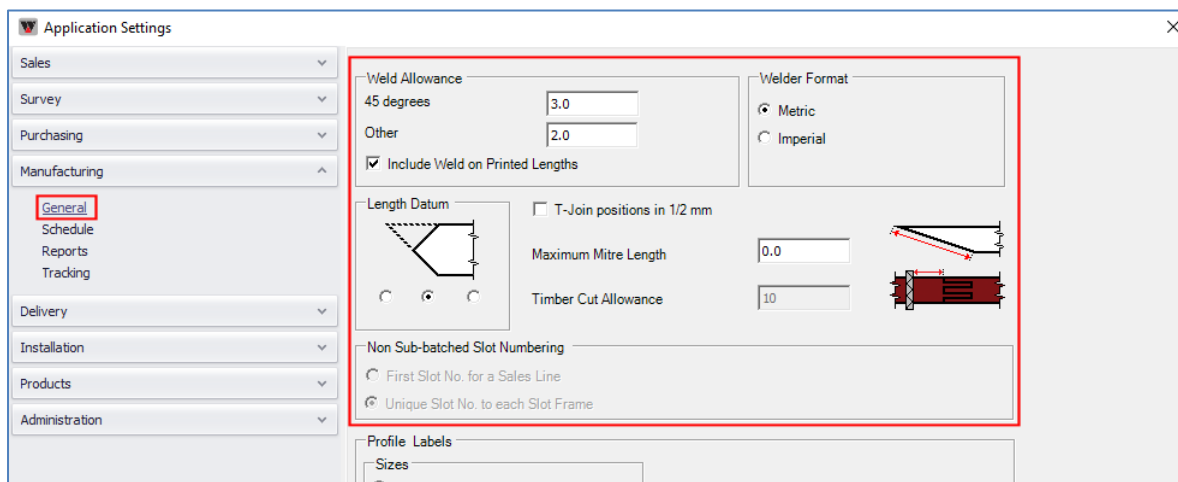 Application Settings
Sales
Survey
Purchasing
Manufacturing
General
Schedule
Reports
Tracking
Delivery
Installation
Products
Administration
Weld Allowance
45 degrees 3.0
Other 2.0
Include Weld on Printed Lengths
Welder Format
Metric
Imperial
Length Datum
T-Join positions in 1/2 mm
Maximum Mitre Length 0.0
Timber Cut Allowance 10
Non Sub-batched Slot Numbering
First Slot No. for a Sales Line
Unique Slot No. to each Slot Frame
Profile Labels
Sizes